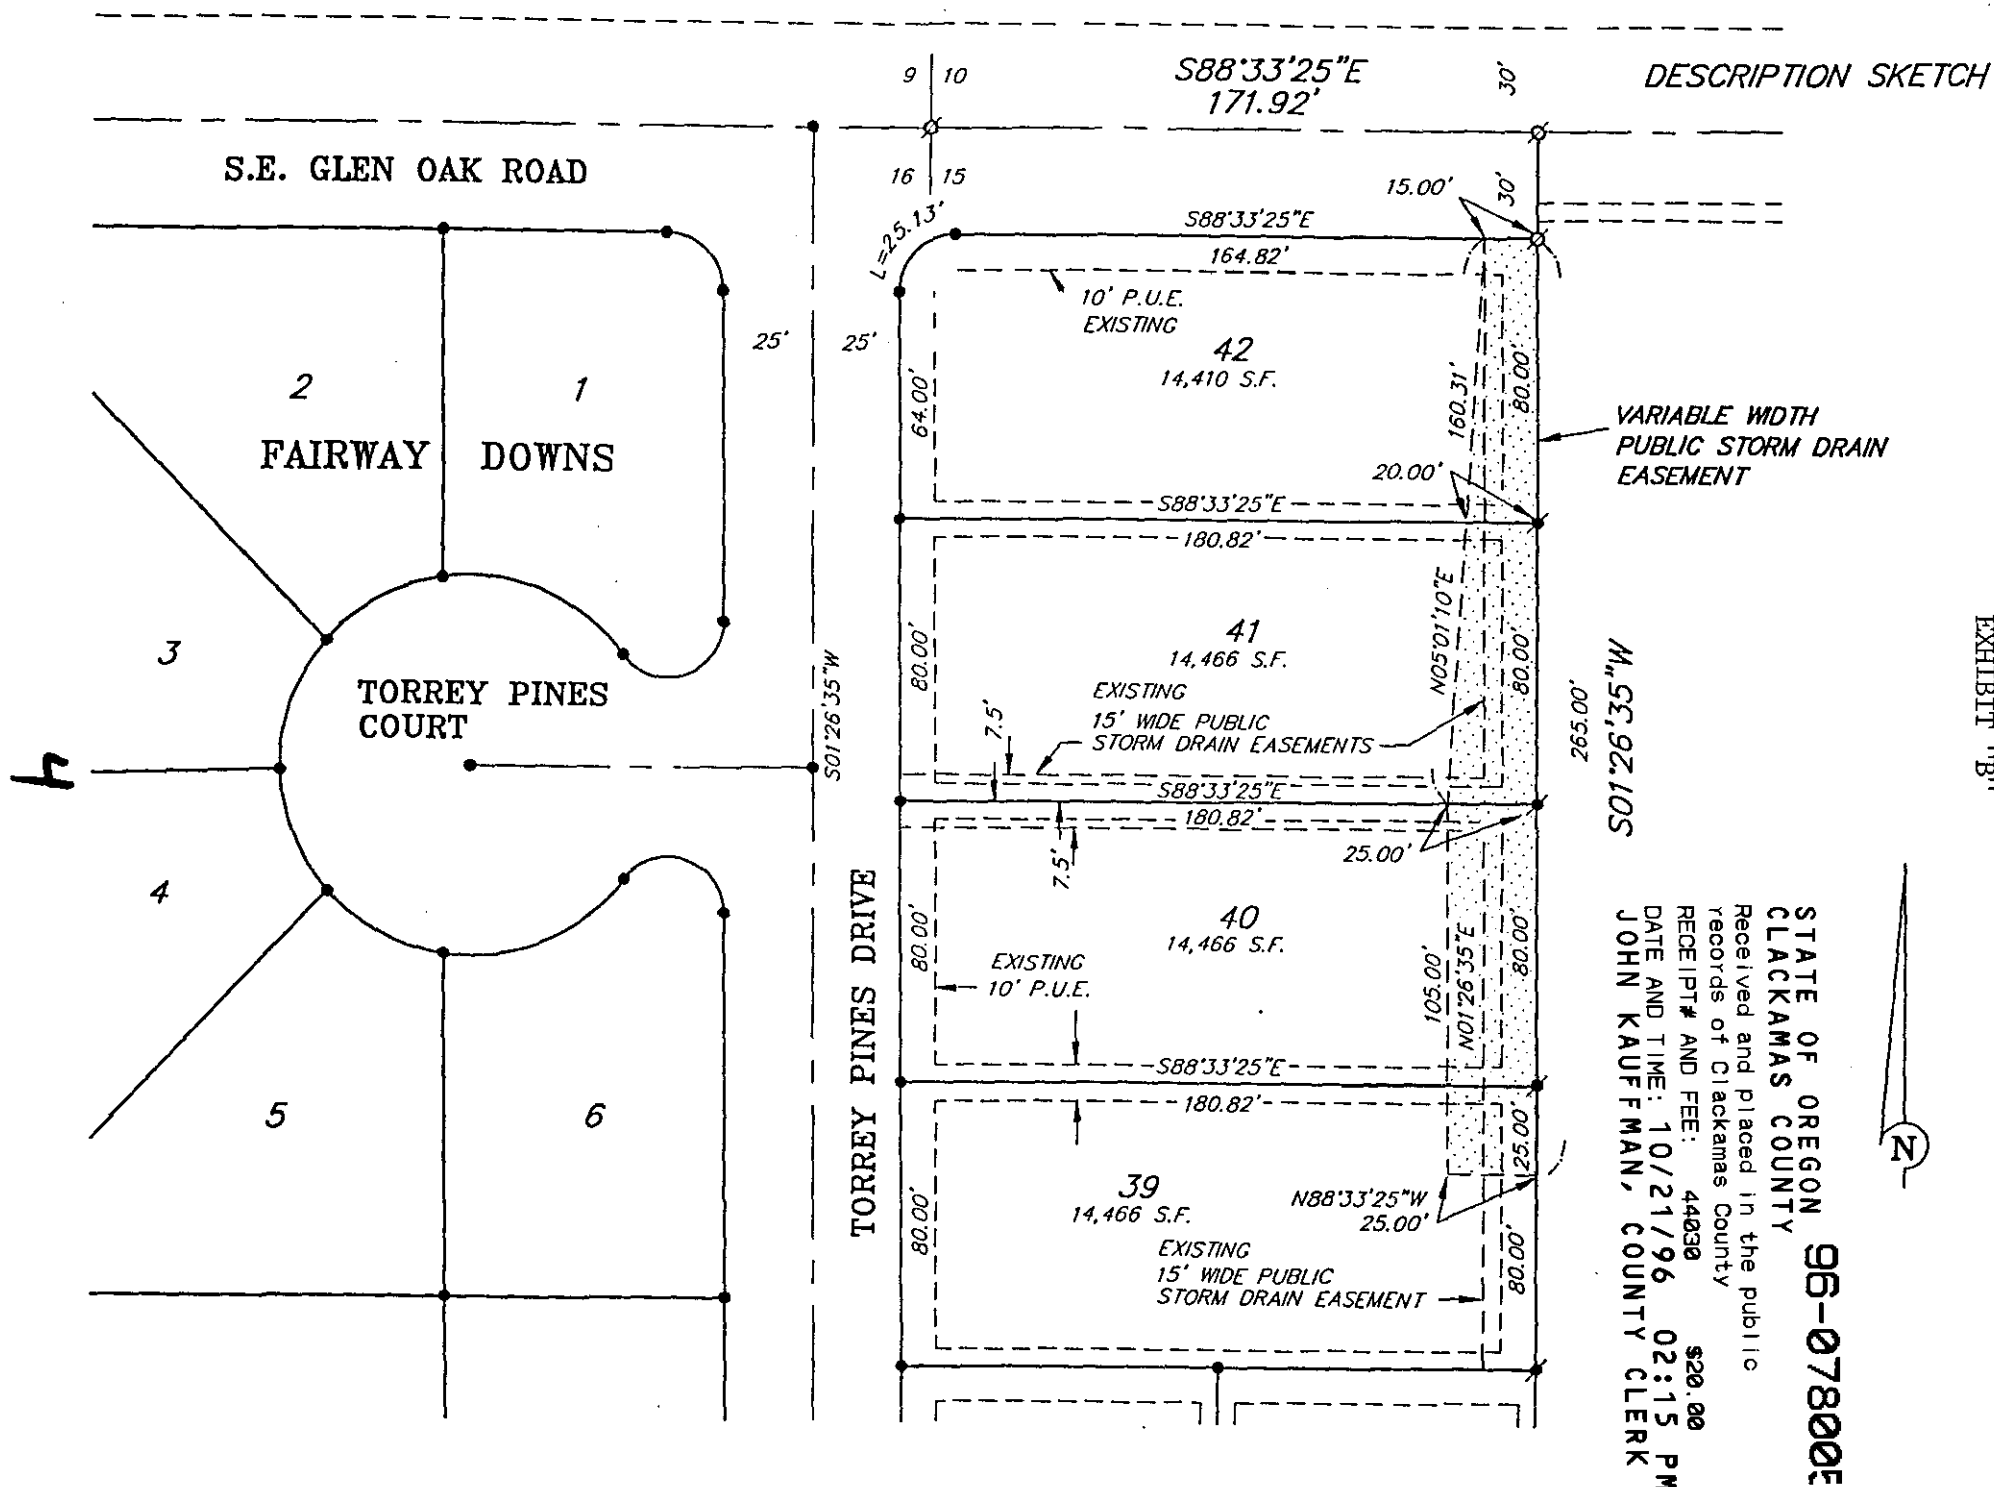 DESCRIPTION SKETCH
9 10
S88°33'25"E
171.92'
30'
S.E. GLEN OAK ROAD
16 15
15.00'
30'
L=25.13'
S88°33'25"E
164.82'
10' P.U.E.
EXISTING
25'
25'
42
14,410 S.F.
64.00'
160.31'
80.00'
2
1
FAIRWAY DOWNS
VARIABLE WIDTH
PUBLIC STORM DRAIN
EASEMENT
20.00'
S88°33'25"E
180.82'
41
14,466 S.F.
80.00'
N05°01'10"E
80.00'
3
TORREY PINES
COURT
S01°26'35"W
EXISTING
15' WIDE PUBLIC
STORM DRAIN EASEMENTS
7.5'
S01°26'35"W
265.00'
EXHIBIT "B"
4
S88°33'25"E
180.82'
7.5'
25.00'
4
TORREY PINES DRIVE
40
14,466 S.F.
80.00'
105.00'
N01°26'35"E
80.00'
EXISTING
10' P.U.E.
S88°33'25"E
180.82'
5
6
39
14,466 S.F.
80.00'
25.00'
N88°33'25"W
25.00'
80.00'
EXISTING
15' WIDE PUBLIC
STORM DRAIN EASEMENT
N
STATE OF OREGON 96-078005
CLACKAMAS COUNTY
Received and placed in the public
records of Clackamas County
RECEIPT# AND FEE: 44030 $20.00
DATE AND TIME: 10/21/96 02:15 PM
JOHN KAUFFMAN, COUNTY CLERK